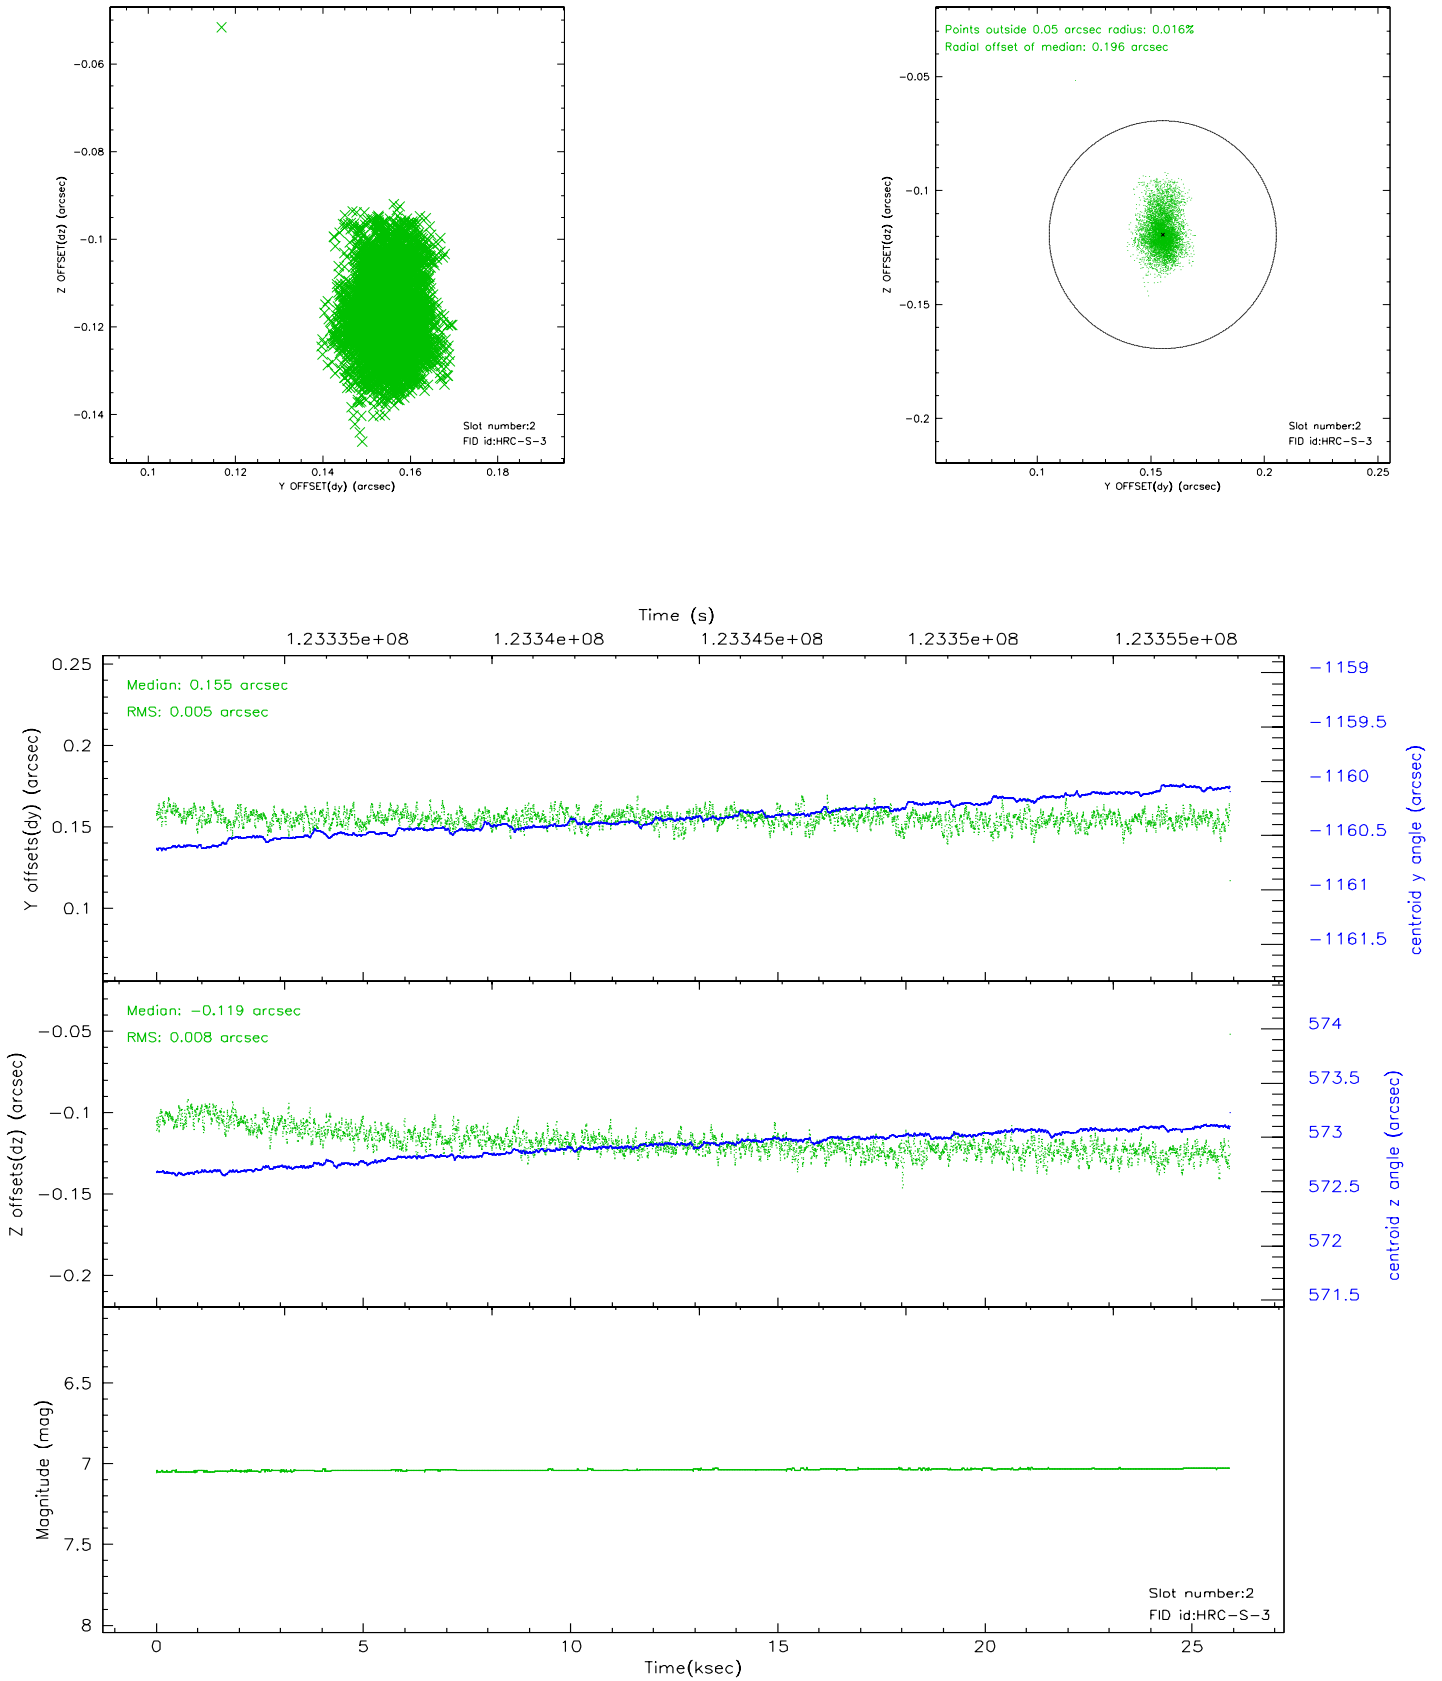 -0.06
-0.08
-0.1
-0.12
-0.14
Z OFFSET(dz) (arcsec)
Slot number:2
FID id:HRC-S-3
0.1 0.12 0.14 0.16 0.18
Y OFFSET(dy) (arcsec)
Points outside 0.05 arcsec radius: 0.016%
Radial offset of median: 0.196 arcsec
-0.05
-0.1
-0.15
-0.2
Z OFFSET(dz) (arcsec)
Slot number:2
FID id:HRC-S-3
0.1 0.15 0.2 0.25
Y OFFSET(dy) (arcsec)
Time (s)
1.23335e+08 1.2334e+08 1.23345e+08 1.2335e+08 1.23355e+08
Median: 0.155 arcsec
RMS: 0.005 arcsec
0.25
0.2
0.15
0.1
Y offsets(dy) (arcsec)
-1159
-1159.5
-1160
-1160.5
-1161
-1161.5
centroid y angle (arcsec)
Median: -0.119 arcsec
RMS: 0.008 arcsec
-0.05
-0.1
-0.15
-0.2
Z offsets(dz) (arcsec)
574
573.5
573
572.5
572
571.5
centroid z angle (arcsec)
6.5
7
7.5
8
Magnitude (mag)
Slot number:2
FID id:HRC-S-3
0 5 10 15 20 25
Time(ksec)